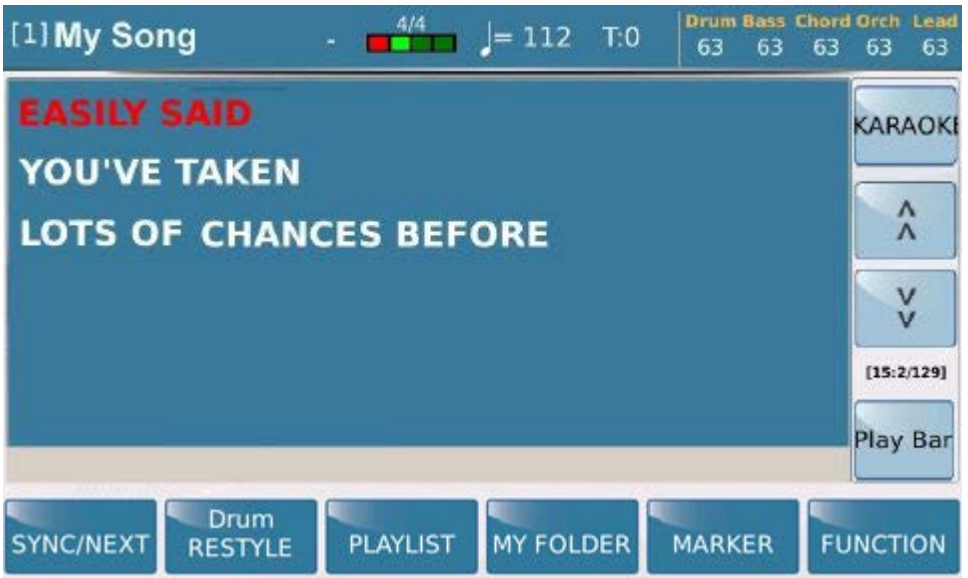 [1] My Song - 4/4 ♩= 112 T:0
Drum Bass Chord Orch Lead
63 63 63 63 63
EASILY SAID
YOU'VE TAKEN
LOTS OF CHANCES BEFORE
KARAOKE
[15:2/129]
Play Bar
SYNC/NEXT
Drum
RESTYLE
PLAYLIST
MY FOLDER
MARKER
FUNCTION